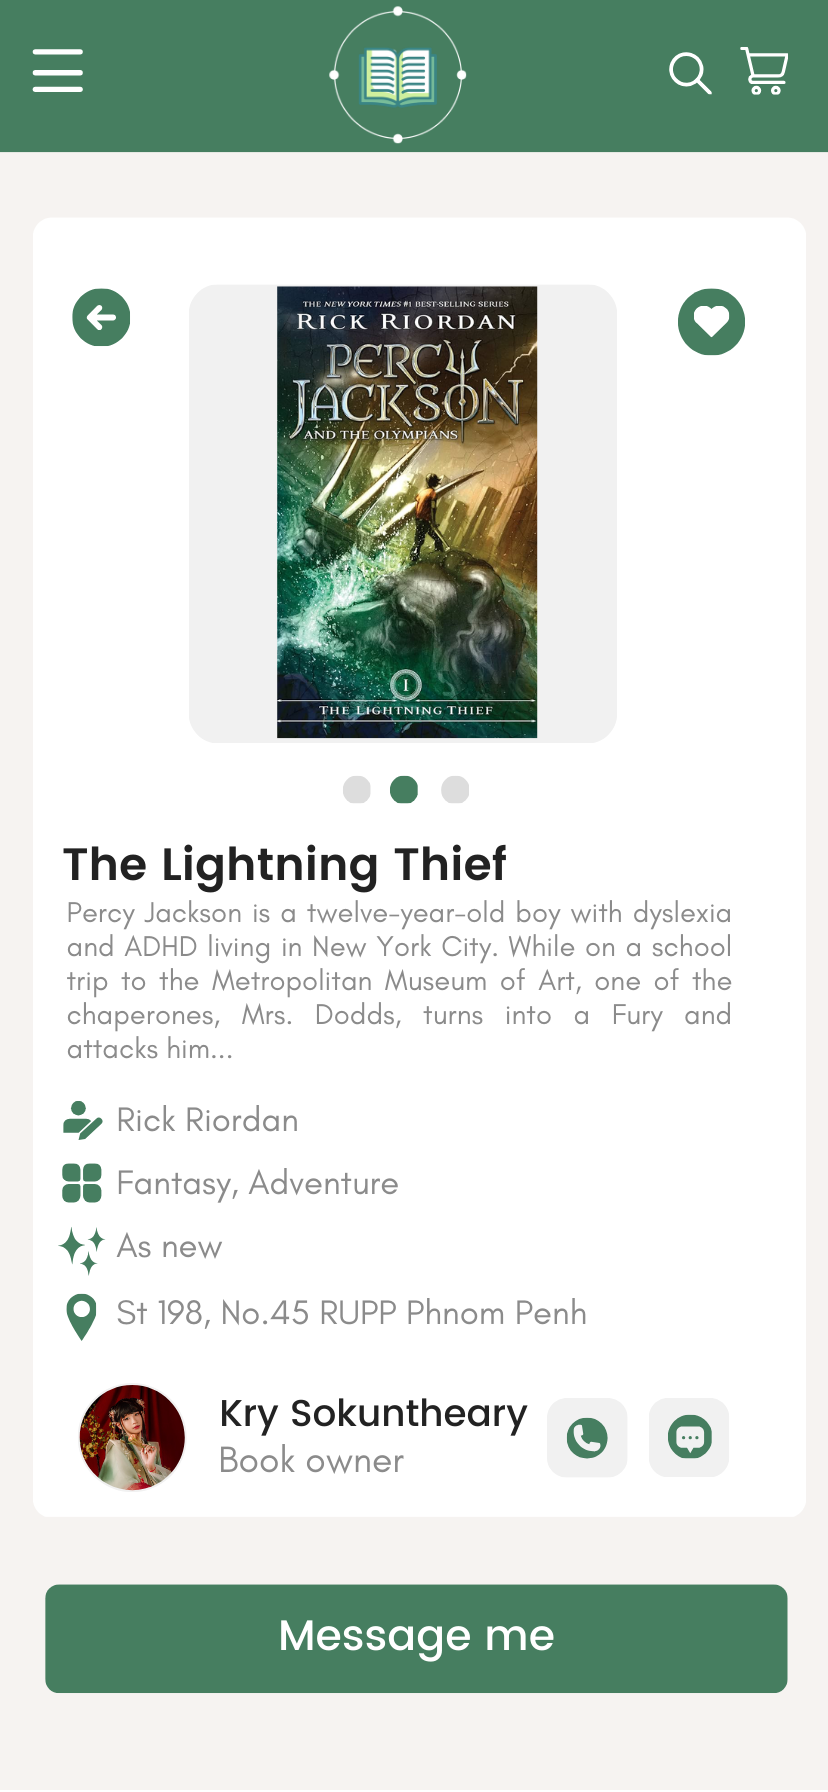 THE NEW YORK TIMES #1 BEST-SELLING SERIES
RICK RIORDAN
PERCY
JACKSON
AND THE OLYMPIANS
I
THE LIGHTNING THIEF
The Lightning Thief
Percy Jackson is a twelve-year-old boy with dyslexia
and ADHD living in New York City. While on a school
trip to the Metropolitan Museum of Art, one of the
chaperones, Mrs. Dodds, turns into a Fury and
attacks him...
Rick Riordan
Fantasy, Adventure
As new
St 198, No.45 RUPP Phnom Penh
Kry Sokuntheary
Book owner
Message me